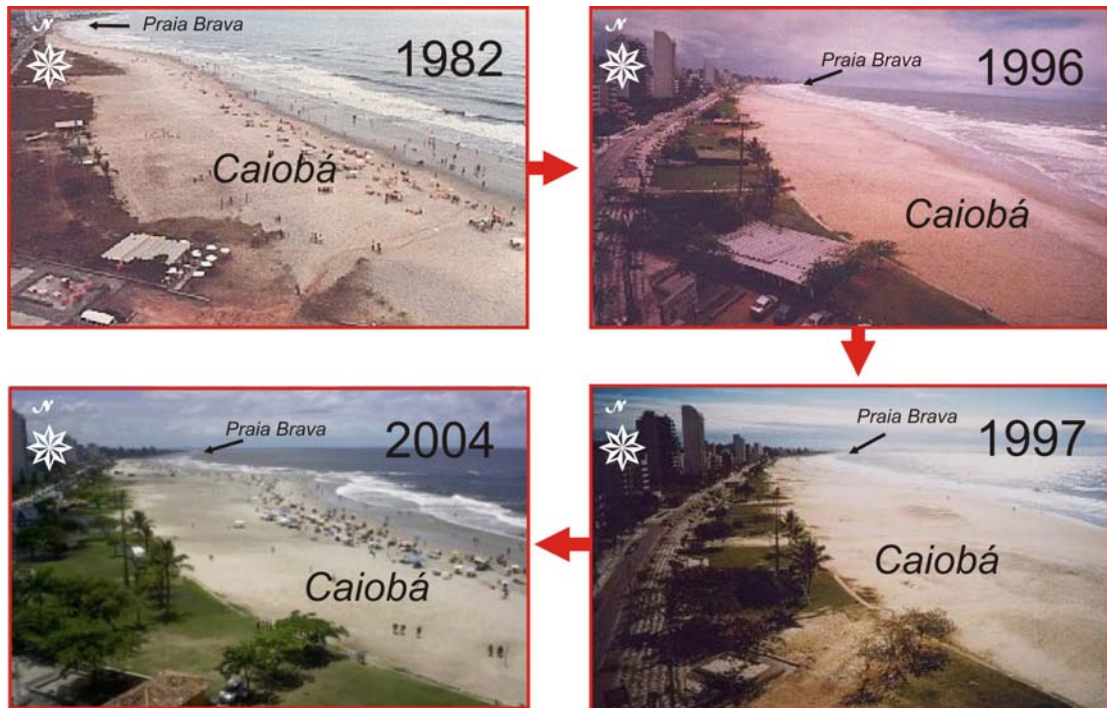 N
Praia Brava
1982
Caiobá
N
Praia Brava
1996
Caiobá
N
Praia Brava
2004
Caiobá
N
Praia Brava
1997
Caiobá